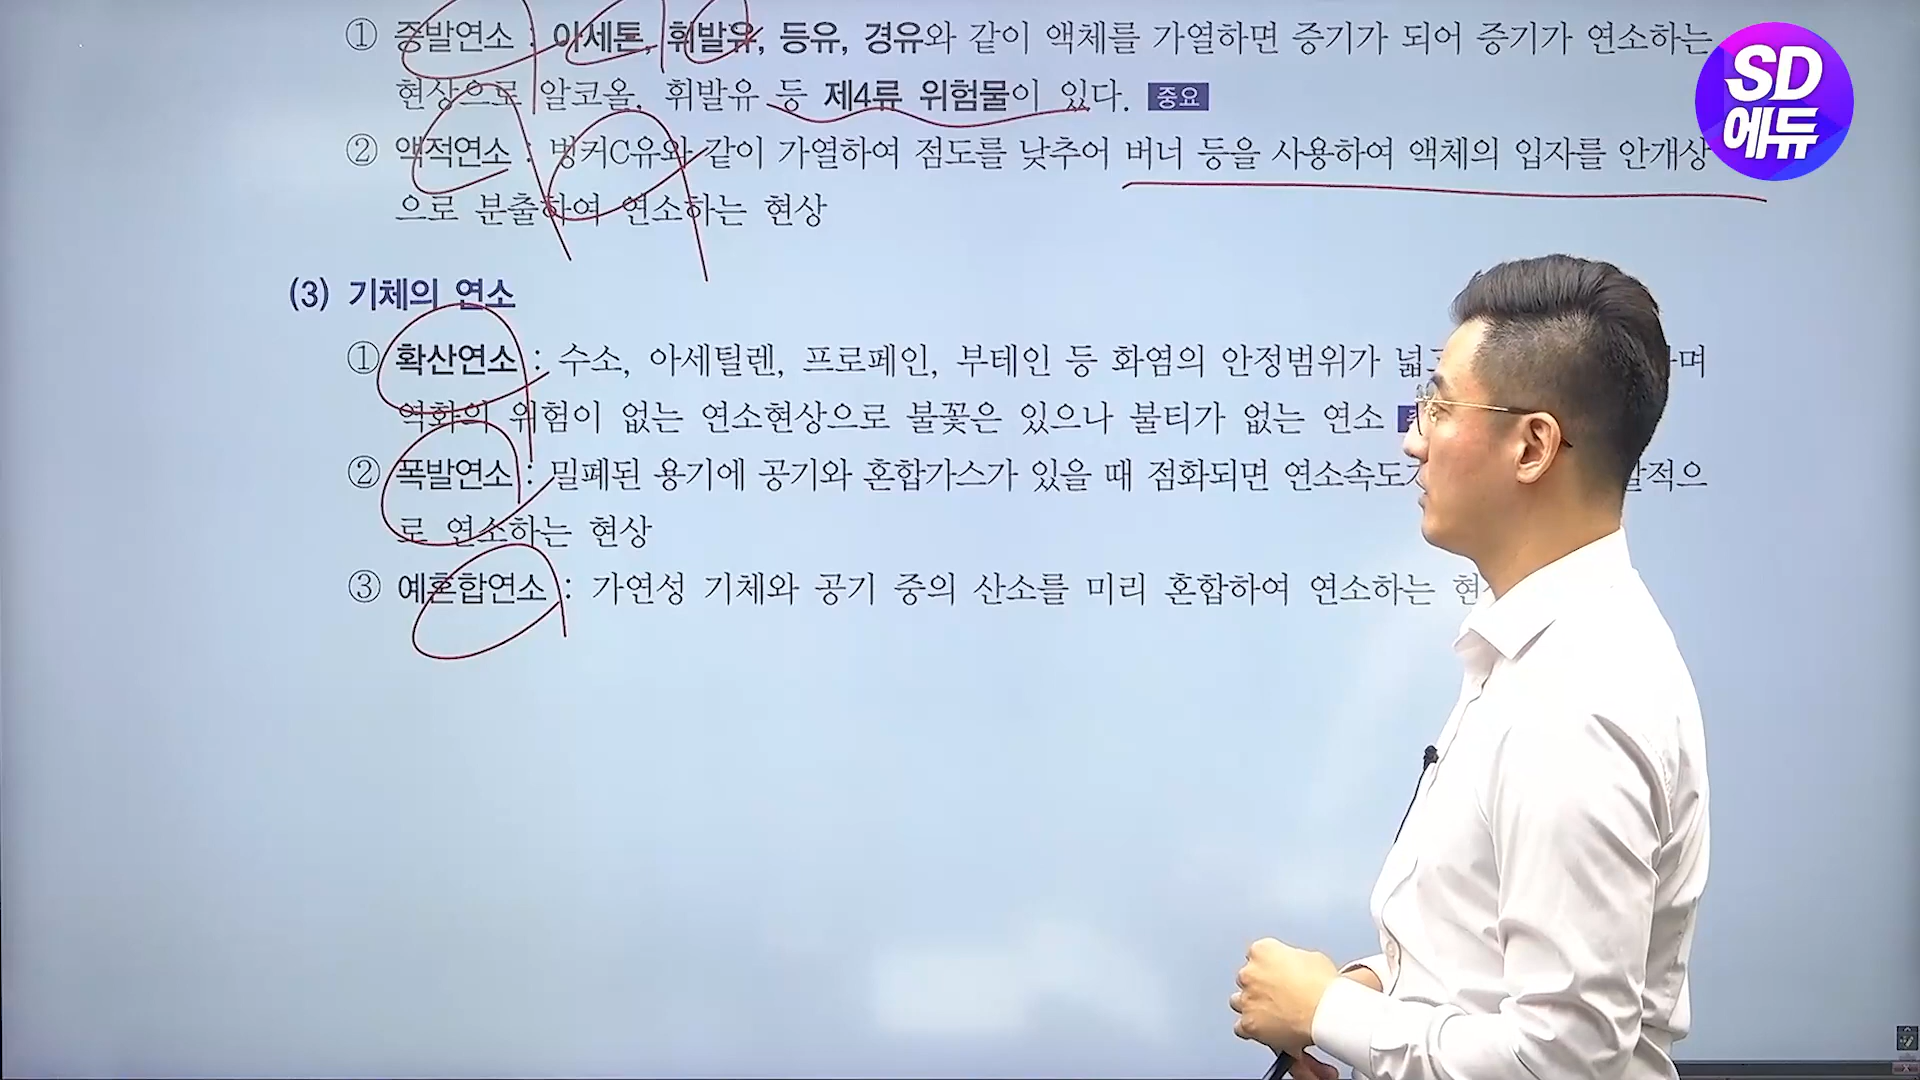 ① 증발연소 : 아세톤, 휘발유, 등유, 경유와 같이 액체를 가열하면 증기가 되어 증기가 연소하는
현상으로 알코올, 휘발유 등 제4류 위험물이 있다. 중요
② 액적연소 : 벙커C유와 같이 가열하여 점도를 낮추어 버너 등을 사용하여 액체의 입자를 안개상
으로 분출하여 연소하는 현상
(3) 기체의 연소
① 확산연소 : 수소, 아세틸렌, 프로페인, 부테인 등 화염의 안정범위가
역화의 위험이 없는 연소현상으로 불꽃은 있으나 불티가 없는 연소
② 폭발연소 : 밀폐된 용기에 공기와 혼합가스가 있을 때 점화되면
로 연소하는 현상
③ 예혼합연소 : 가연성 기체와 공기 중의 산소를 미리 혼합하여 연소하는
SD
에듀